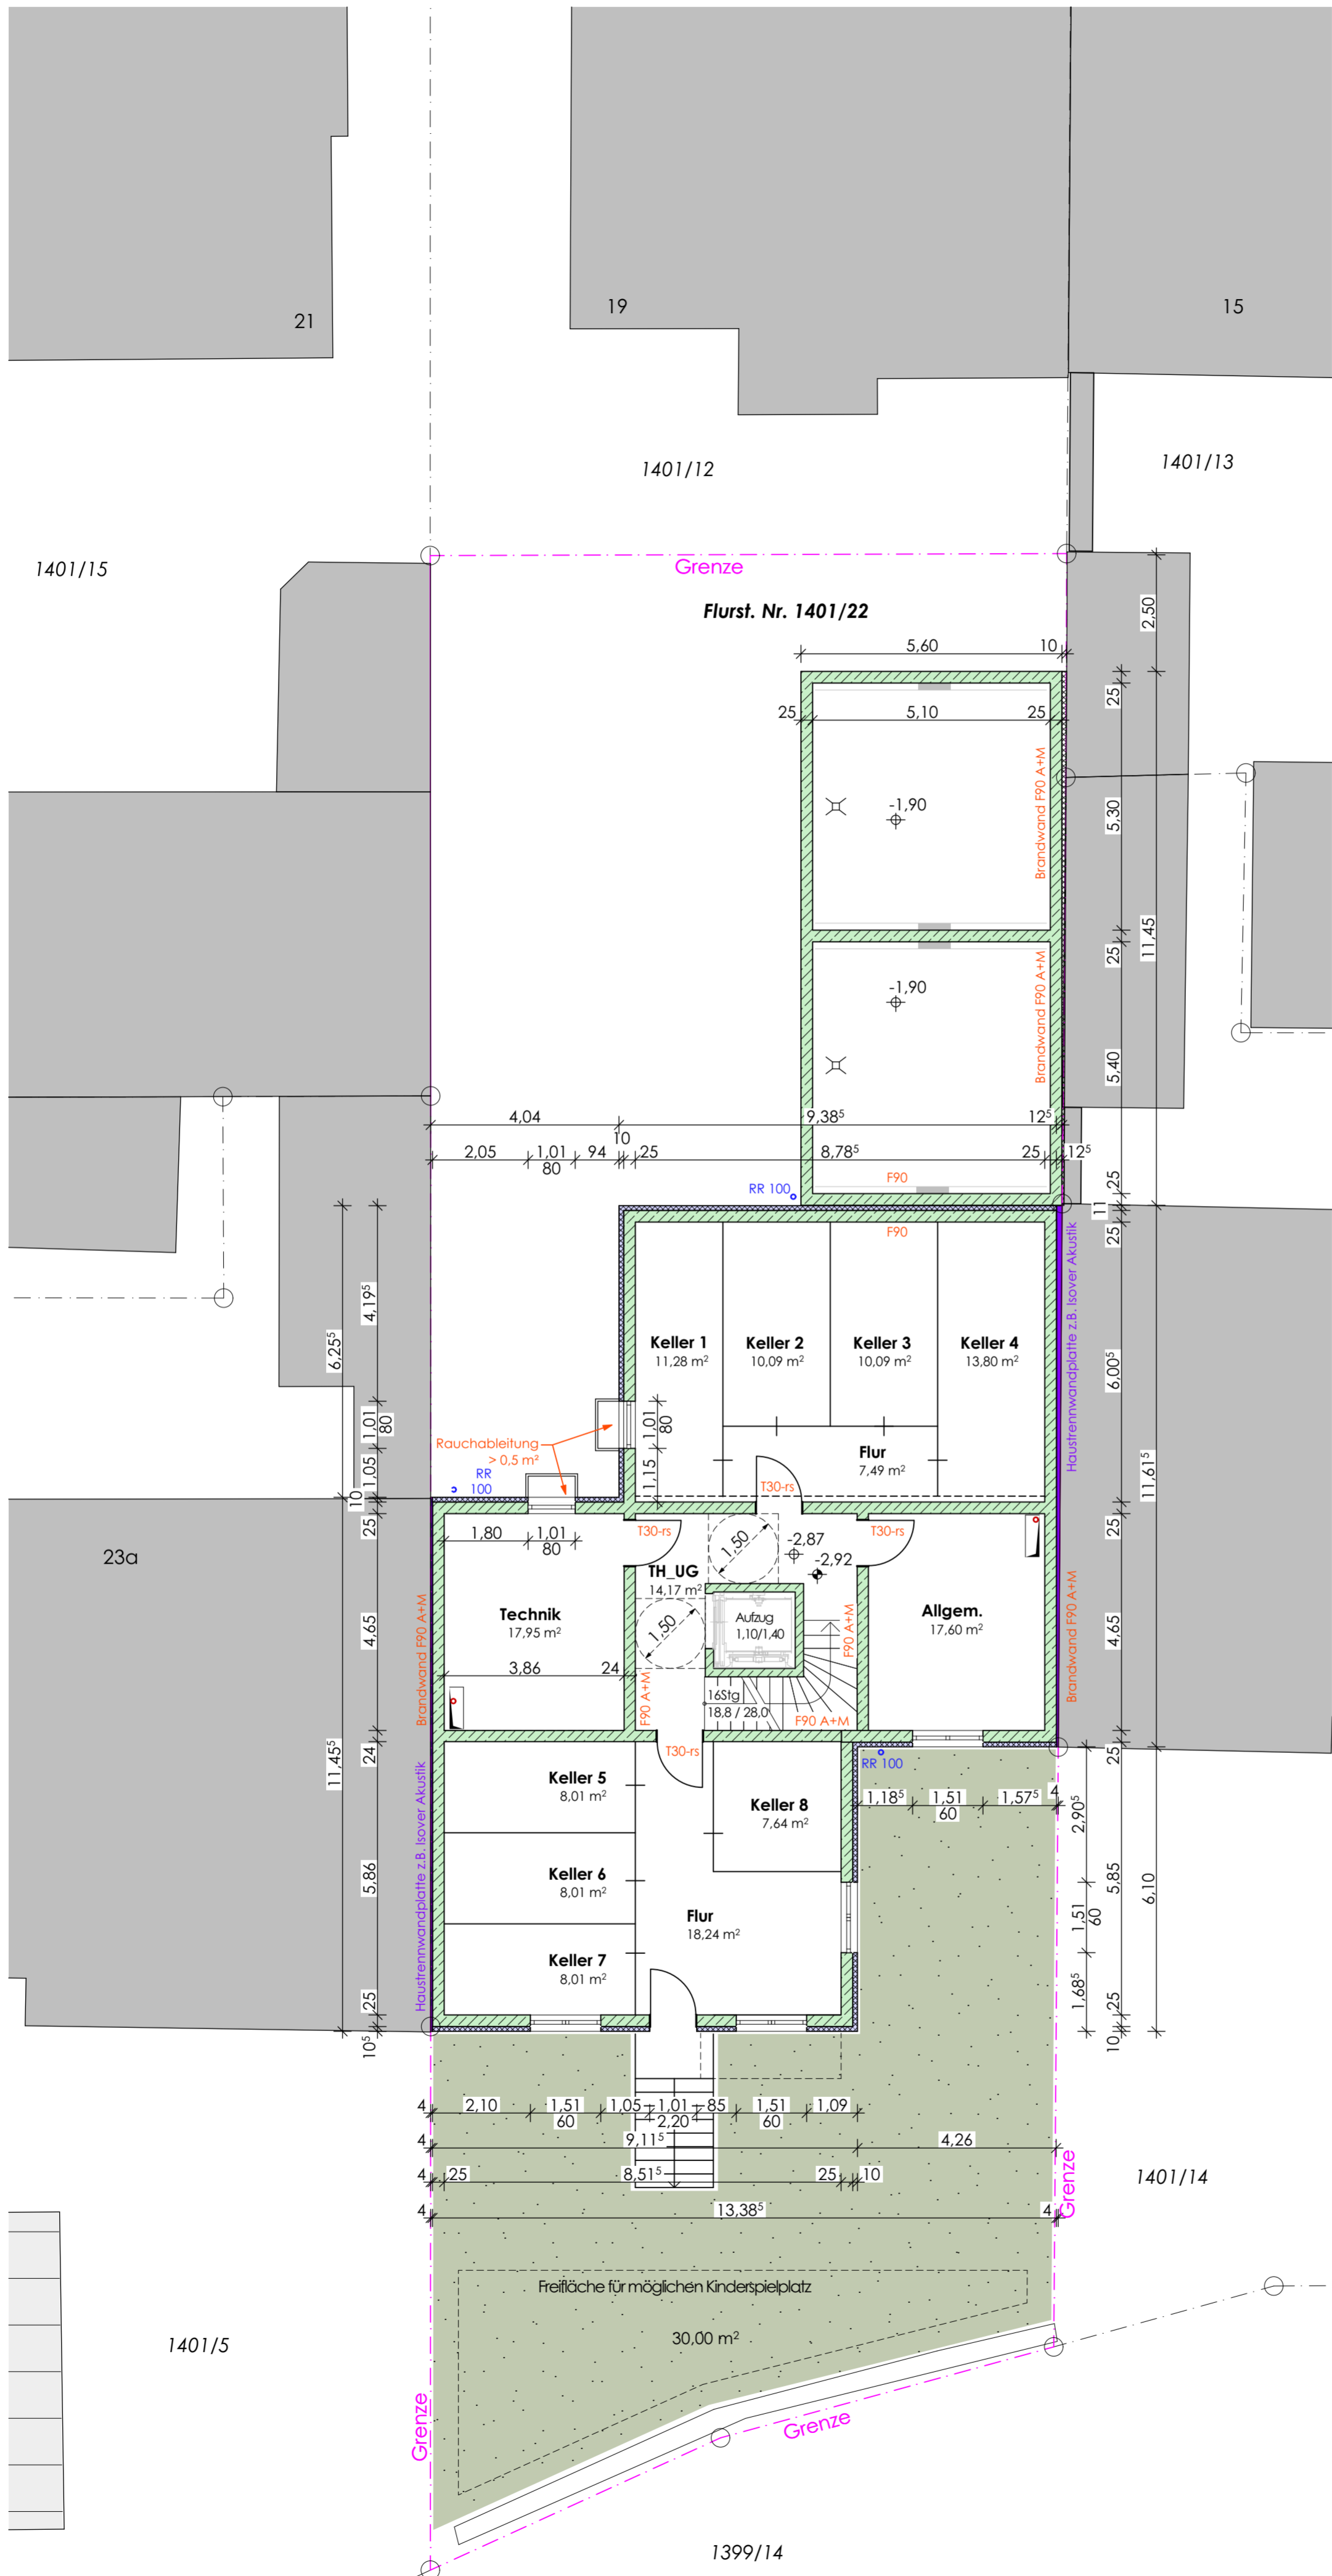 21
19
15
1401/12
1401/13
1401/15
Grenze
Flurst. Nr. 1401/22
2,50
5,60
10
25
5,10
25
25
Brandwand F90 A+M
-1,90
5,30
11,45
25
-1,90
Brandwand F90 A+M
5,40
4,04
9,38⁵
12⁵
10
2,05
1,01
80
94
25
8,78⁵
25
12⁵
F90
RR 100
25
11
F90
25
4,19⁵
6,25⁵
Haustrennwandplatte z.B. Isover Akustik
Keller 1
11,28 m²
Keller 2
10,09 m²
Keller 3
10,09 m²
Keller 4
13,80 m²
6,00⁵
1,01
80
1,01
80
Rauchableitung
> 0,5 m²
Flur
7,49 m²
1,05
1,15
RR
100
T30-rs
11,61⁵
10
25
25
1,80
1,01
80
T30-rs
1,50
-2,87
-2,92
T30-rs
23a
TH_UG
14,17 m²
Technik
17,95 m²
Aufzug
1,10/1,40
Allgem.
17,60 m²
1,50
F90 A+M
4,65
4,65
Brandwand F90 A+M
Brandwand F90 A+M
3,86
24
F90 A+M
16Stg
18,8 / 28,0
F90 A+M
T30-rs
24
25
RR 100
11,45⁵
Haustrennwandplatte z.B. Isover Akustik
Keller 5
8,01 m²
Keller 8
7,64 m²
1,18⁵
1,51
60
1,57⁵
4
2,90⁵
5,86
Keller 6
8,01 m²
5,85
6,10
Flur
18,24 m²
1,51
60
Keller 7
8,01 m²
1,68⁵
25
25
10⁵
10
4
2,10
1,51
60
1,05
1,01
2,20
85
1,51
60
1,09
4
9,11⁵
4,26
4
25
8,51⁵
25
10
Grenze
1401/14
4
13,38⁵
4
Freifläche für möglichen Kinderspielplatz
30,00 m²
1401/5
Grenze
Grenze
1399/14